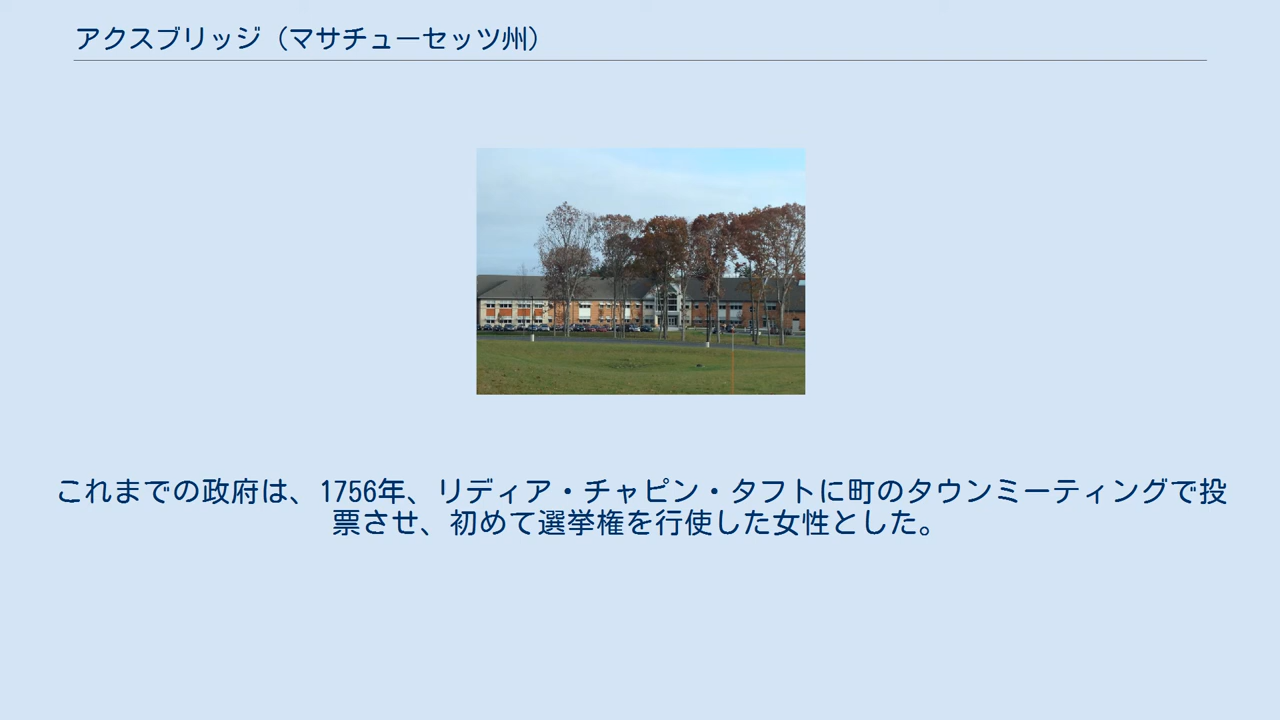 アクスブリッジ（マサチューセッツ州）
これまでの政府は、1756年、リディア・チャピン・タフトに町のタウンミーティングで投
票させ、初めて選挙権を行使した女性とした。